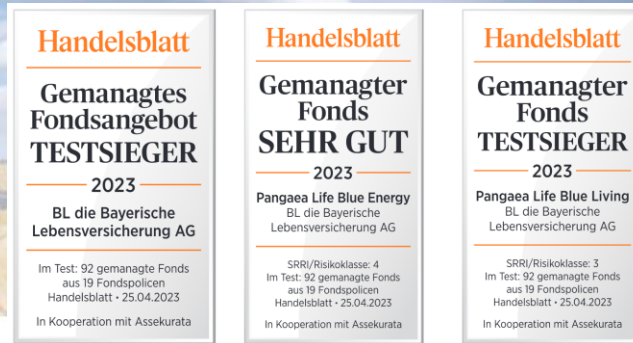 Handelsblatt
Gemanagtes
Fondsangebot
TESTSIEGER
2023
BL die Bayerische
Lebensversicherung AG
Im Test: 92 gemanagte Fonds
aus 19 Fondspolicen
Handelsblatt • 25.04.2023
In Kooperation mit Assekurata
Handelsblatt
Gemanagter
Fonds
SEHR GUT
2023
Pangaea Life Blue Energy
BL die Bayerische
Lebensversicherung AG
SRRI/Risikoklasse: 4
Im Test: 92 gemanagte Fonds
aus 19 Fondspolicen
Handelsblatt • 25.04.2023
In Kooperation mit Assekurata
Handelsblatt
Gemanagter
Fonds
TESTSIEGER
2023
Pangaea Life Blue Living
BL die Bayerische
Lebensversicherung AG
SRRI/Risikoklasse: 3
Im Test: 92 gemanagte Fonds
aus 19 Fondspolicen
Handelsblatt • 25.04.2023
In Kooperation mit Assekurata